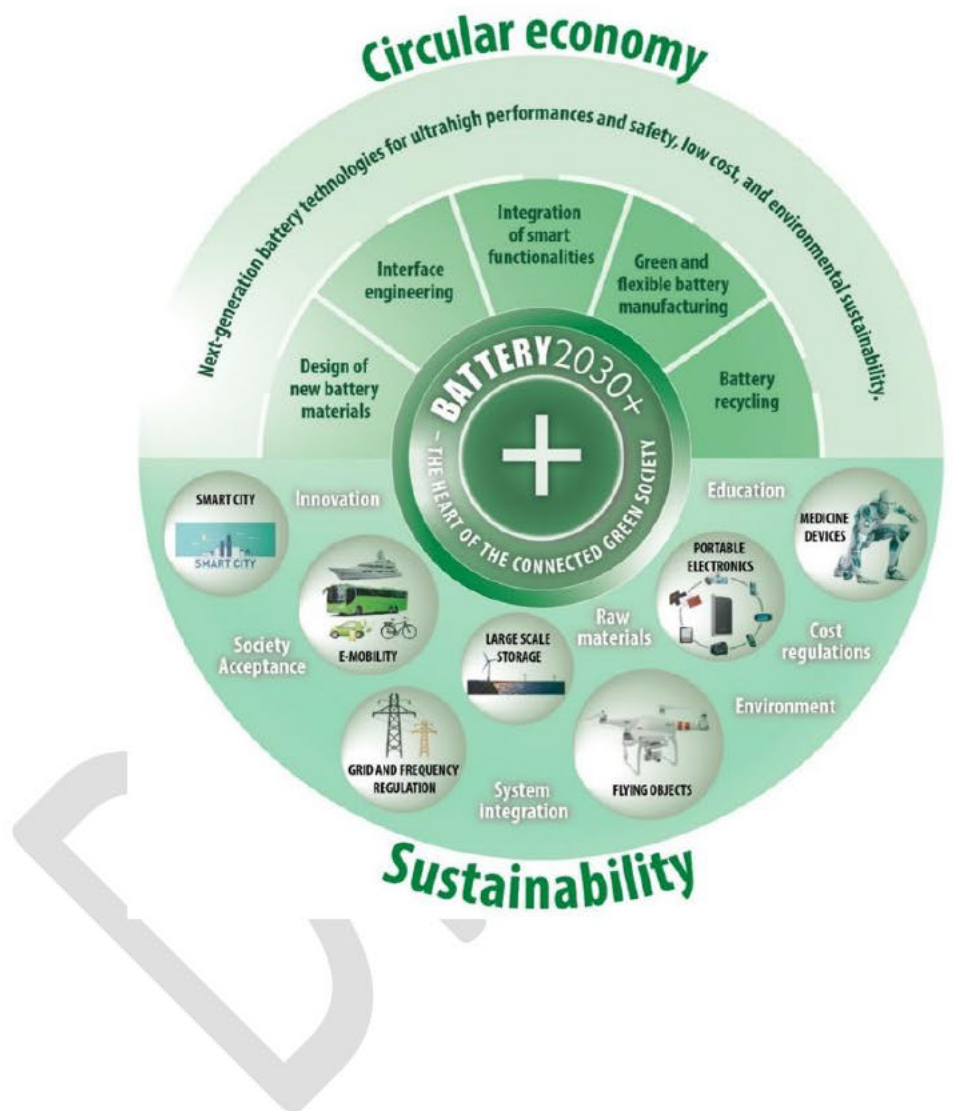 Circular economy
Next-generation battery technologies for ultrahigh performances and safety, low cost, and environmental sustainability.
Integration
of smart
functionalities
Interface
engineering
Green and
flexible battery
manufacturing
Design of
new battery
materials
Battery
recycling
BATTERY2030+
– THE HEART OF THE CONNECTED GREEN SOCIETY
SMART CITY
SMART CITY
Innovation
Education
MEDICINE
DEVICES
PORTABLE
ELECTRONICS
E-MOBILITY
Society
Acceptance
LARGE SCALE
STORAGE
Raw
materials
Cost
regulations
Environment
GRID AND FREQUENCY
REGULATION
System
integration
FLYING OBJECTS
Sustainability